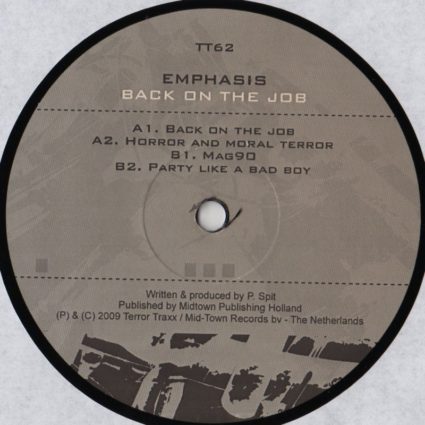 TT62
EMPHASIS
BACK ON THE JOB
A1. BACK ON THE JOB
A2. HORROR AND MORAL TERROR
B1. MAG90
B2. PARTY LIKE A BAD BOY
Written & produced by P. Spit
Published by Midtown Publishing Holland
(P) & (C) 2009 Terror Traxx / Mid-Town Records bv - The Netherlands